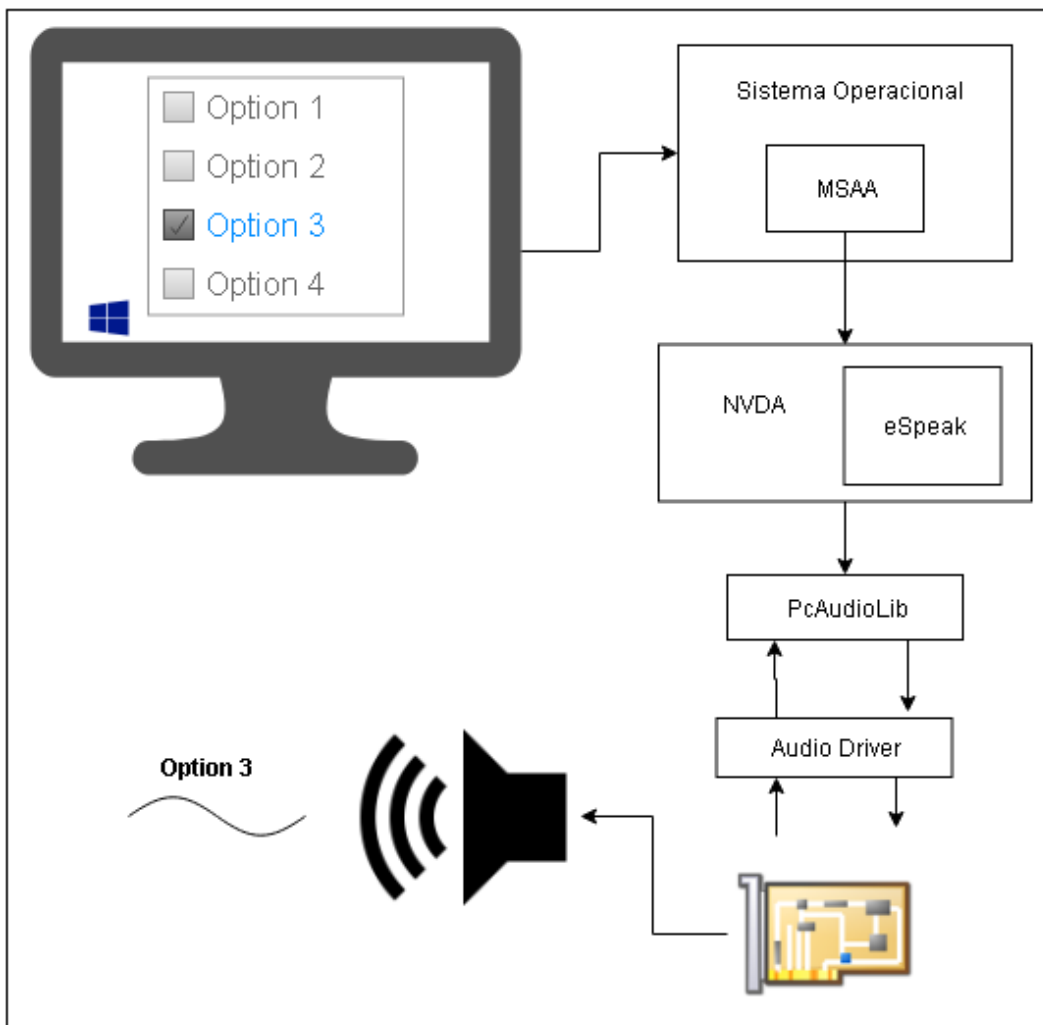 Option 1
Option 2
Option 3
Option 4
Sistema Operacional
MSAA
NVDA
eSpeak
PcAudioLib
Audio Driver
Option 3